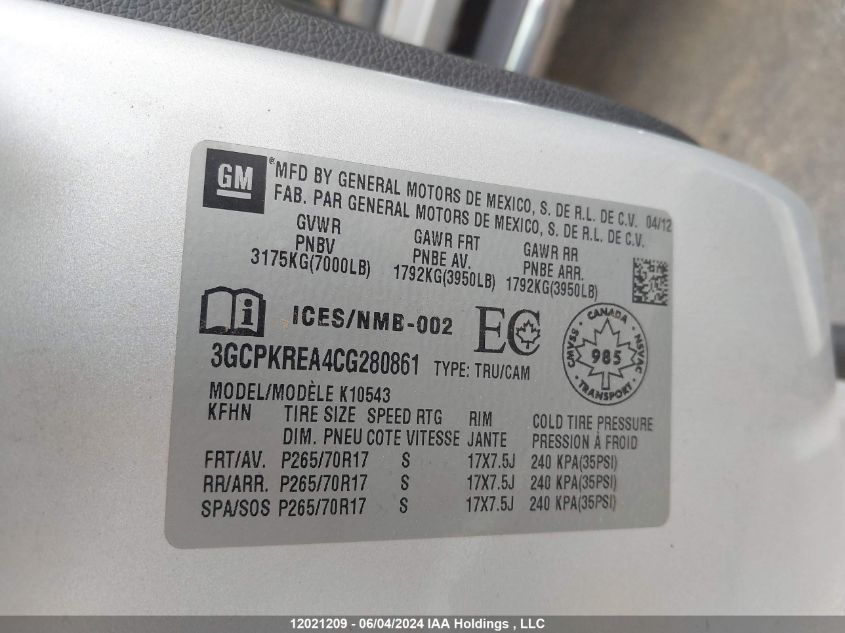 GM
® MFD BY GENERAL MOTORS DE MEXICO, S. DE R.L. DE C.V. 04/12
FAB. PAR GENERAL MOTORS DE MEXICO, S. DE R.L. DE C.V.
GVWR GAWR FRT GAWR RR
PNBV PNBE AV. PNBE ARR.
3175KG(7000LB) 1792KG(3950LB) 1792KG(3950LB)
i ICES/NMB-002 EC
CANADA
CMVSS 985 NSVAC
TRANSPORT
3GCPKREA4CG280861 TYPE: TRU/CAM
MODEL/MODÈLE K10543
KFHN TIRE SIZE SPEED RTG RIM COLD TIRE PRESSURE
DIM. PNEU COTE VITESSE JANTE PRESSION À FROID
FRT/AV. P265/70R17 S 17X7.5J 240 KPA(35PSI)
RR/ARR. P265/70R17 S 17X7.5J 240 KPA(35PSI)
SPA/SOS P265/70R17 S 17X7.5J 240 KPA(35PSI)
12021209 - 06/04/2024 IAA Holdings , LLC